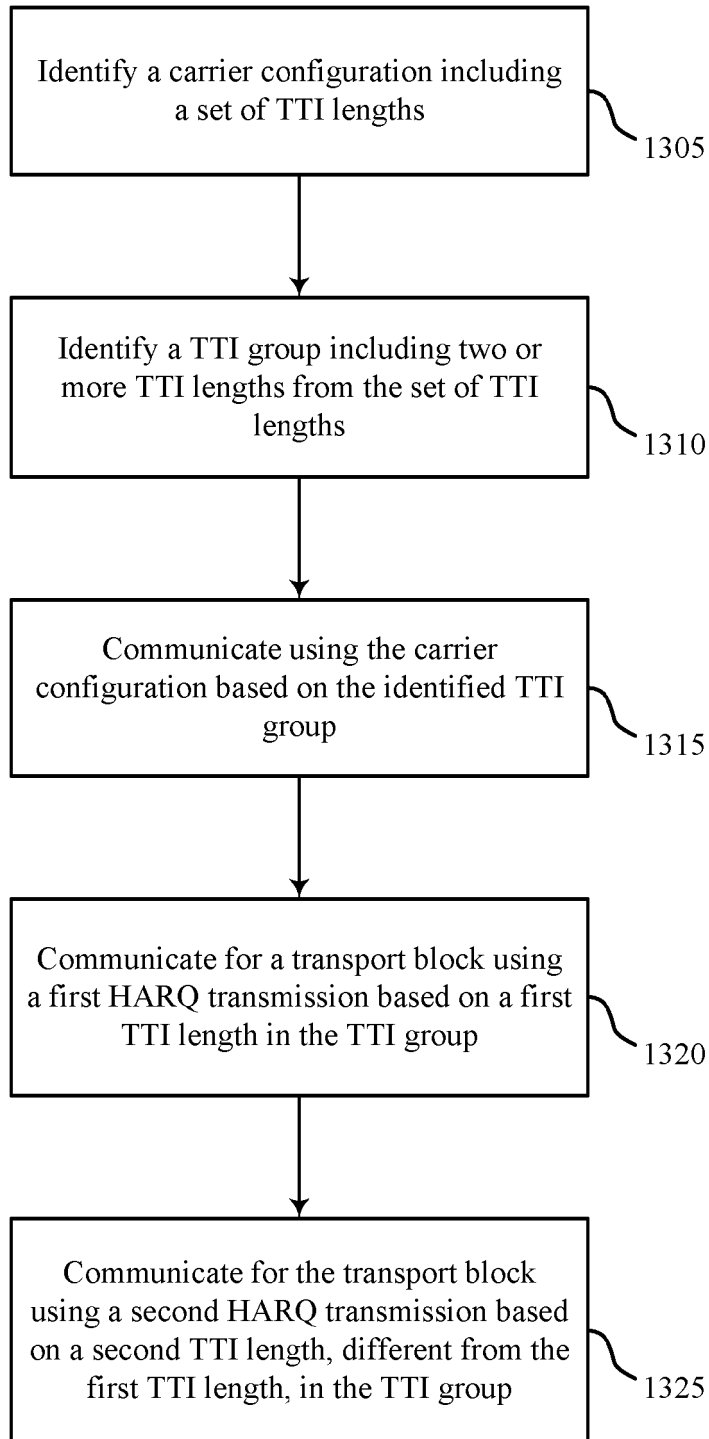 Identify a carrier configuration including
a set of TTI lengths
1305
Identify a TTI group including two or
more TTI lengths from the set of TTI
lengths
1310
Communicate using the carrier
configuration based on the identified TTI
group
1315
Communicate for a transport block using
a first HARQ transmission based on a first
TTI length in the TTI group
1320
Communicate for the transport block
using a second HARQ transmission based
on a second TTI length, different from the
first TTI length, in the TTI group
1325